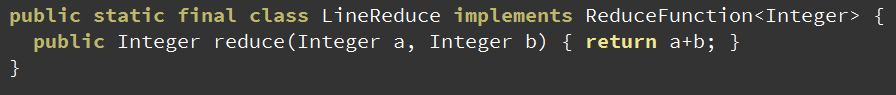 public static final class LineReduce implements ReduceFunction<Integer> {
  public Integer reduce(Integer a, Integer b) { return a+b; }
}